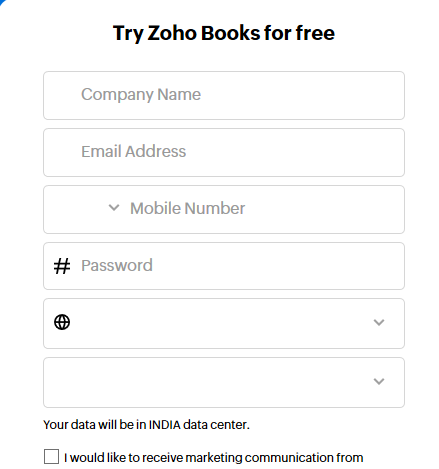 Try Zoho Books for free
Company Name
Email Address
Mobile Number
# Password
Your data will be in INDIA data center.
I would like to receive marketing communication from